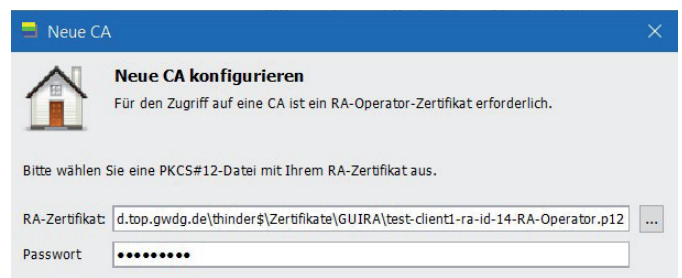 Neue CA
Neue CA konfigurieren
Für den Zugriff auf eine CA ist ein RA-Operator-Zertifikat erforderlich.
Bitte wählen Sie eine PKCS#12-Datei mit Ihrem RA-Zertifikat aus.
RA-Zertifikat: d.top.gwdg.de\thinder$\Zertifikate\GUIRA\test-client1-ra-id-14-RA-Operator.p12 ...
Passwort •••••••••